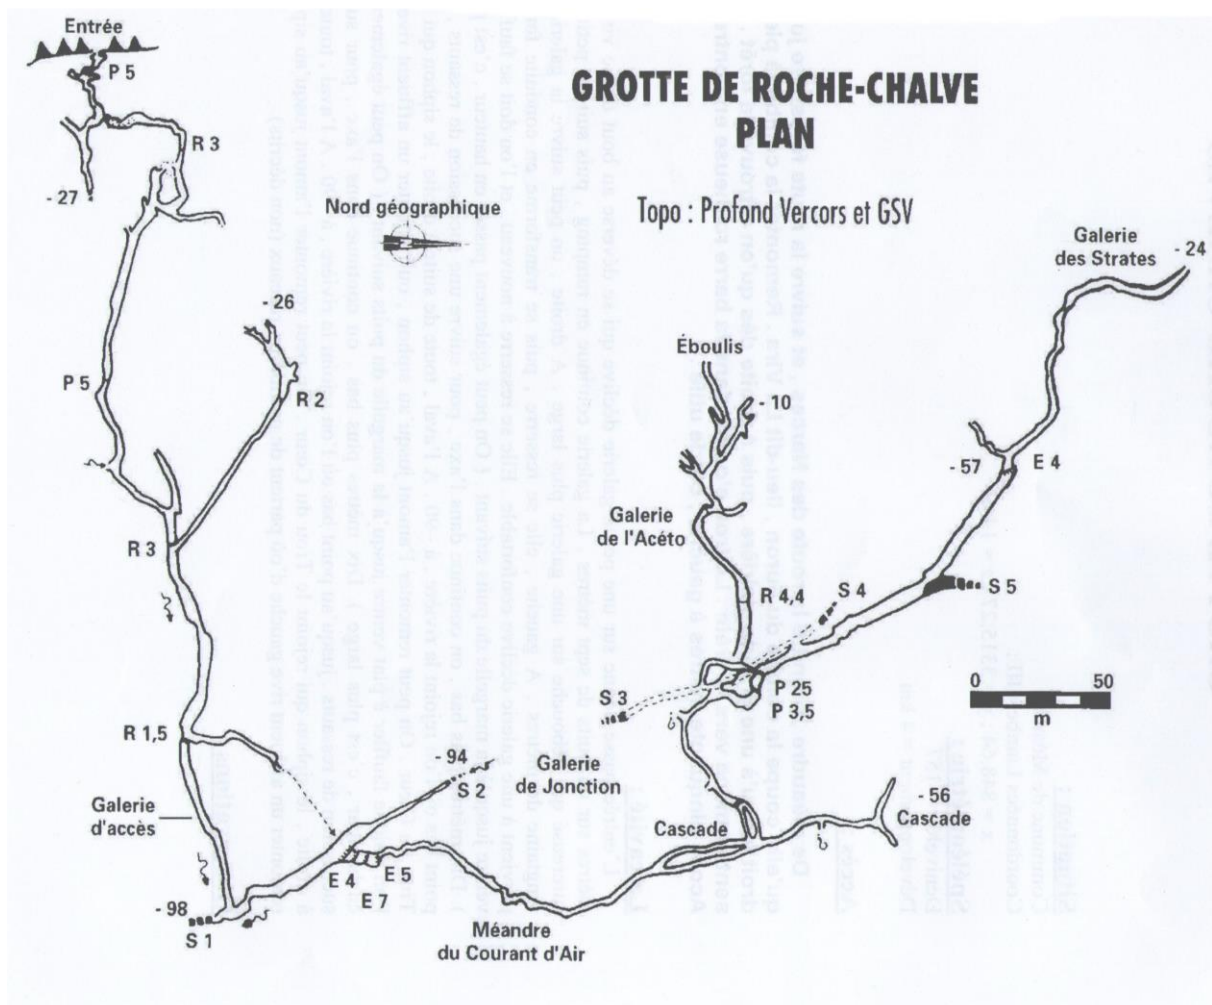 Entrée
P 5
R 3
- 27
GROTTE DE ROCHE-CHALVE
PLAN
Topo : Profond Vercors et GSV
Nord géographique
Galerie
des Strates
- 24
- 26
P 5
R 2
Éboulis
- 10
- 57
E 4
R 3
Galerie
de l'Acéto
R 4,4
S 4
S 5
S 3
P 25
P 3,5
0
50
m
R 1,5
- 94
S 2
Galerie
de Jonction
Galerie
d'accès
Cascade
- 56
Cascade
E 4
E 5
E 7
- 98
S 1
Méandre
du Courant d'Air